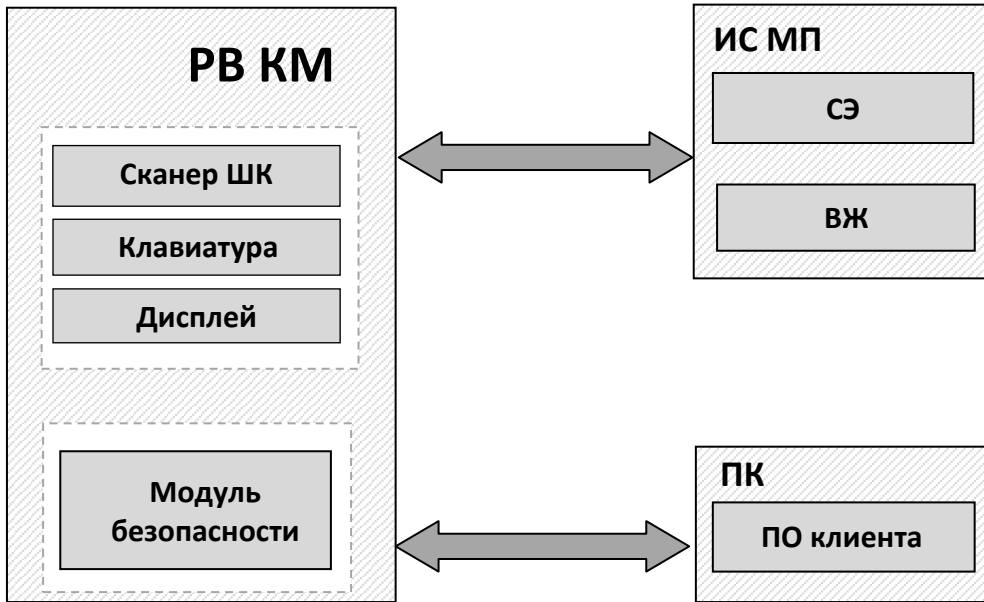 РВ КМ
Сканер ШК
Клавиатура
Дисплей
Модуль
безопасности
ИС МП
СЭ
ВЖ
ПК
ПО клиента